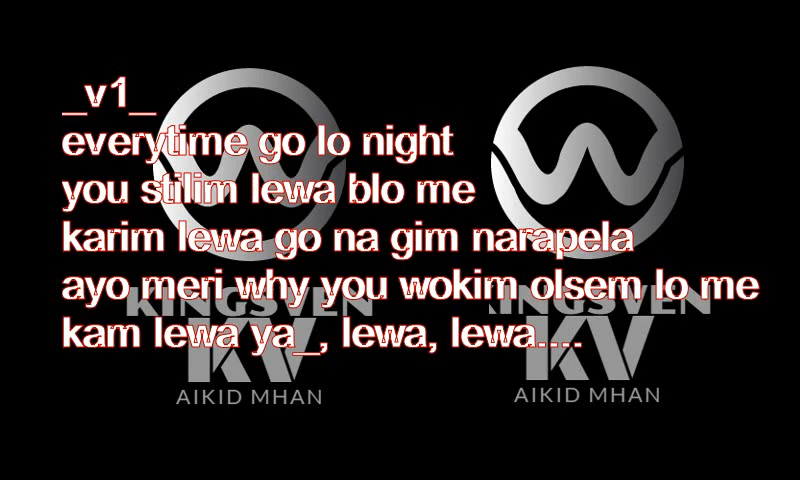 _v1_
everytime go lo night
you stilim lewa blo me
karim lewa go na gim narapela
ayo meri why you wokim olsem lo me
kam lewa ya_, lewa, lewa....
KINGSVEN KINGSVEN
KV KV
AIKID MHAN AIKID MHAN